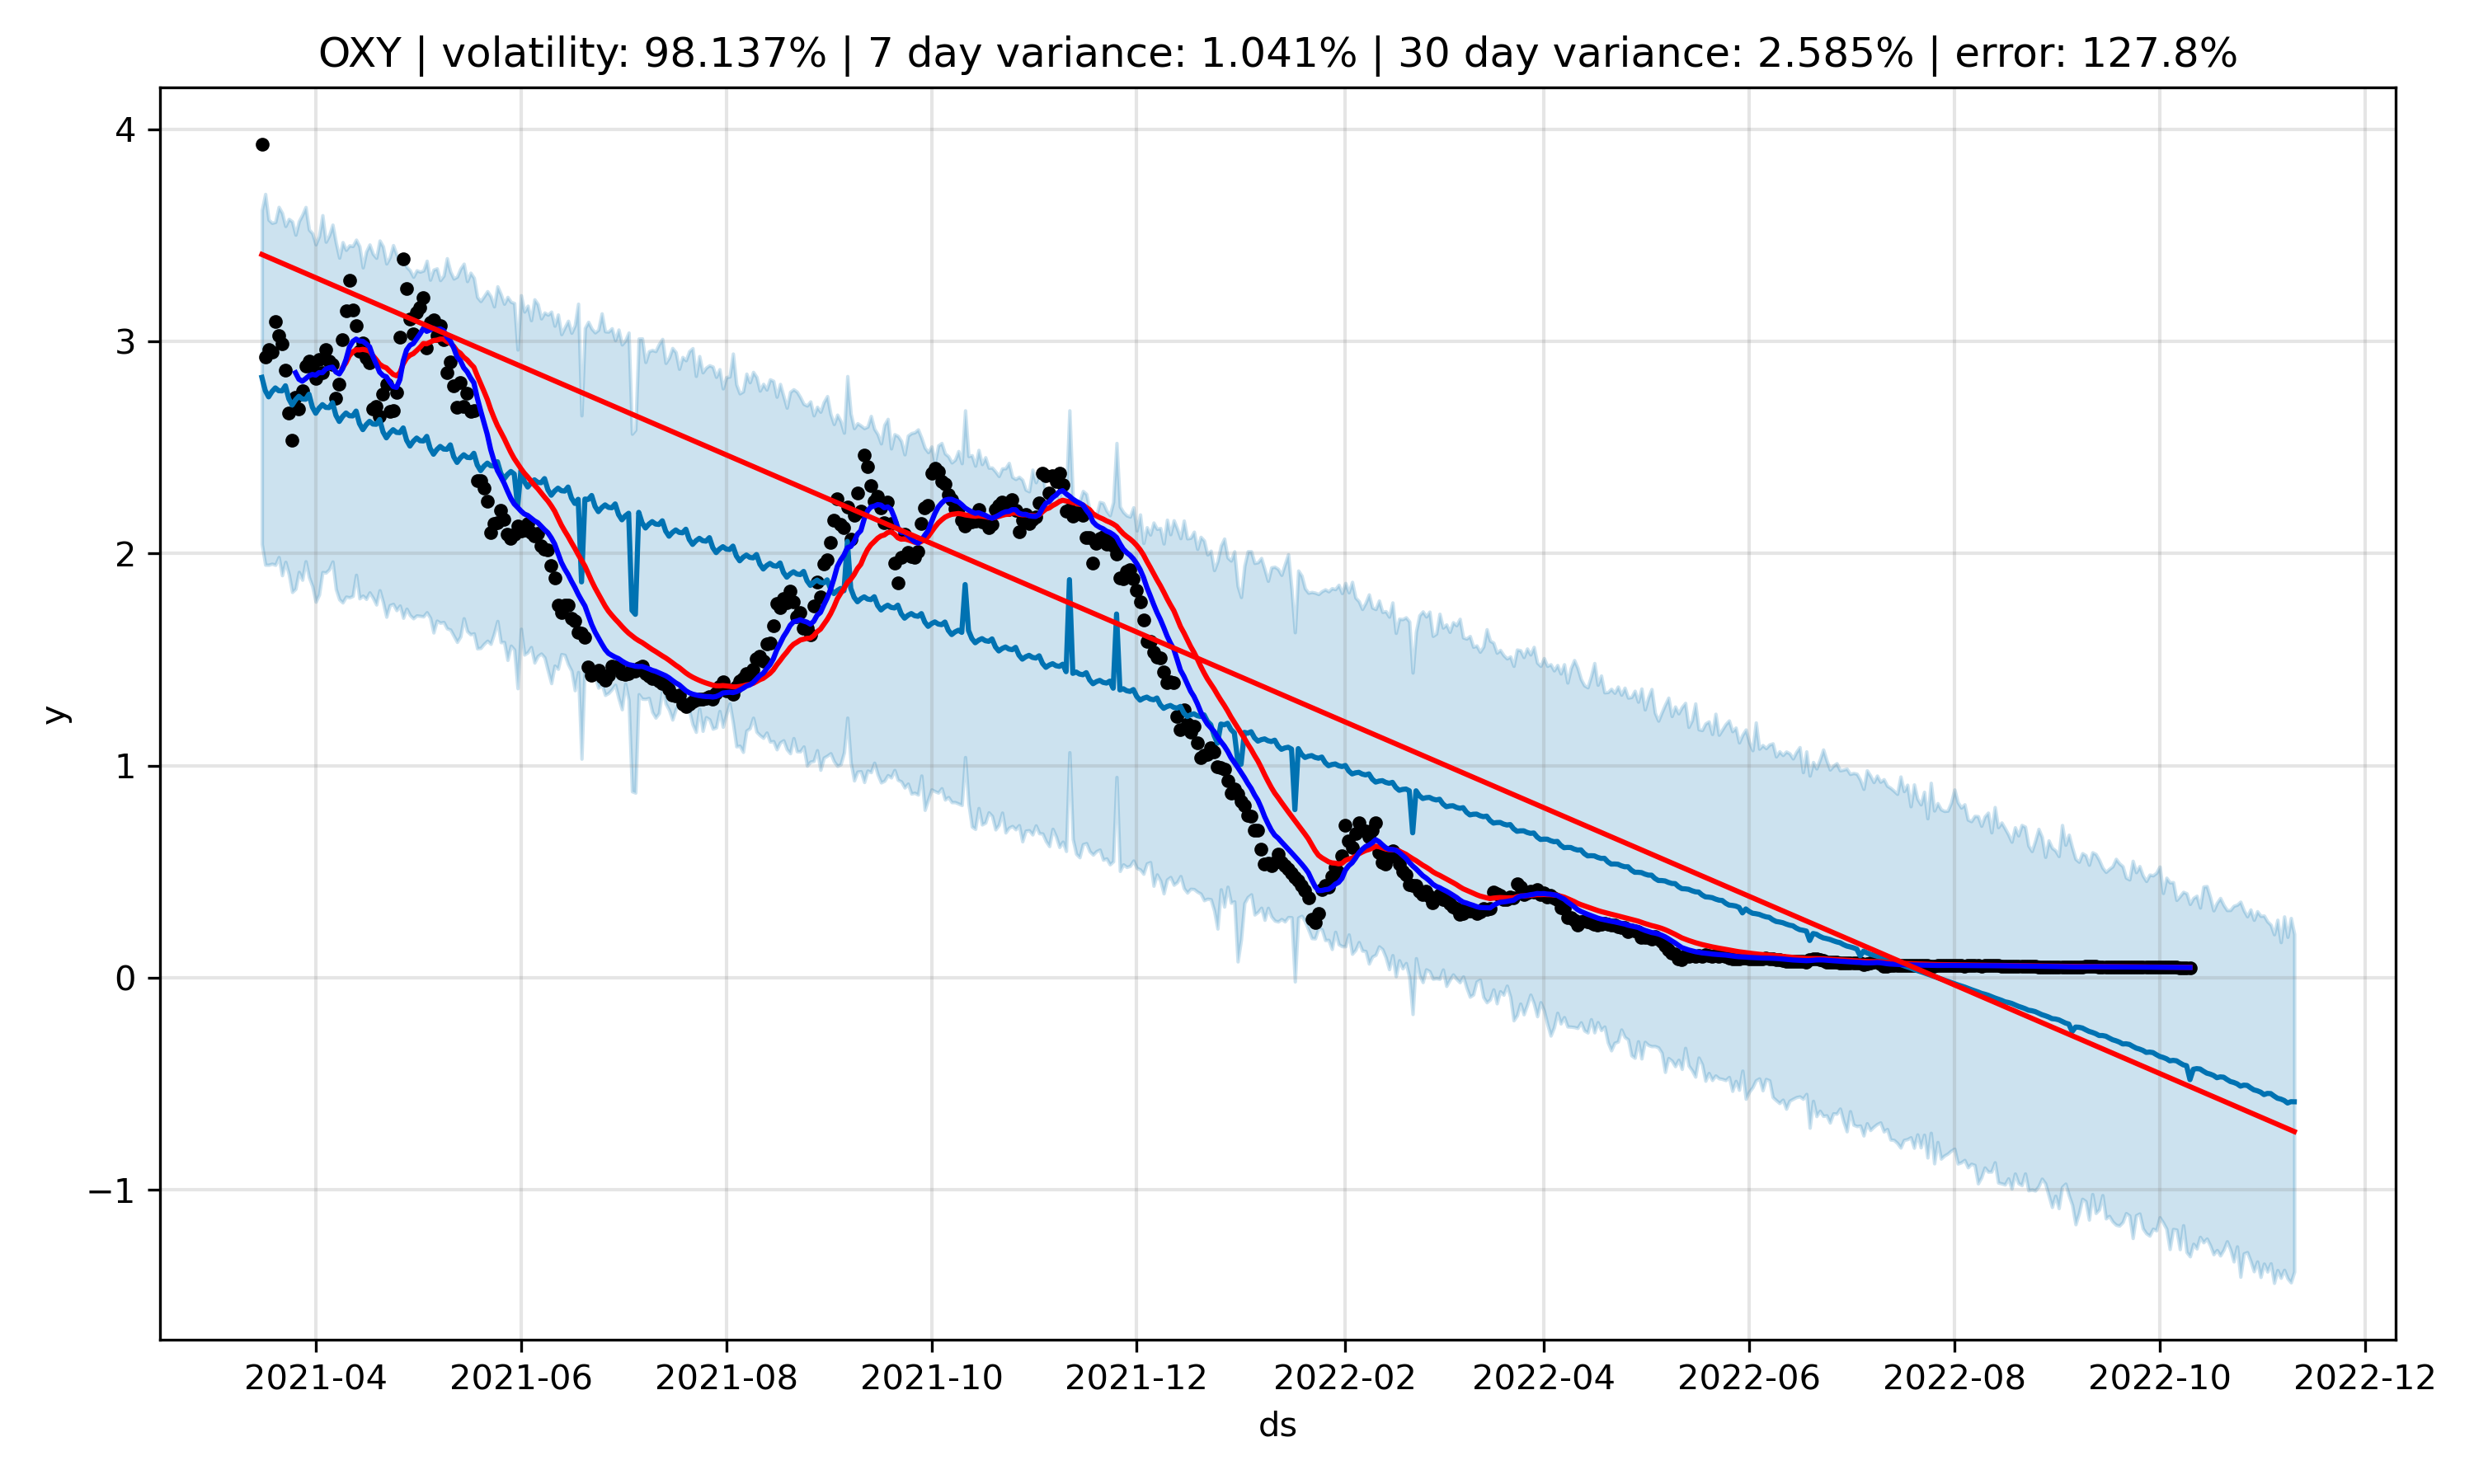 OXY | volatility: 98.137% | 7 day variance: 1.041% | 30 day variance: 2.585% | error: 127.8%
4
3
2
1
0
−1
y
2021-04 2021-06 2021-08 2021-10 2021-12 2022-02 2022-04 2022-06 2022-08 2022-10 2022-12
ds